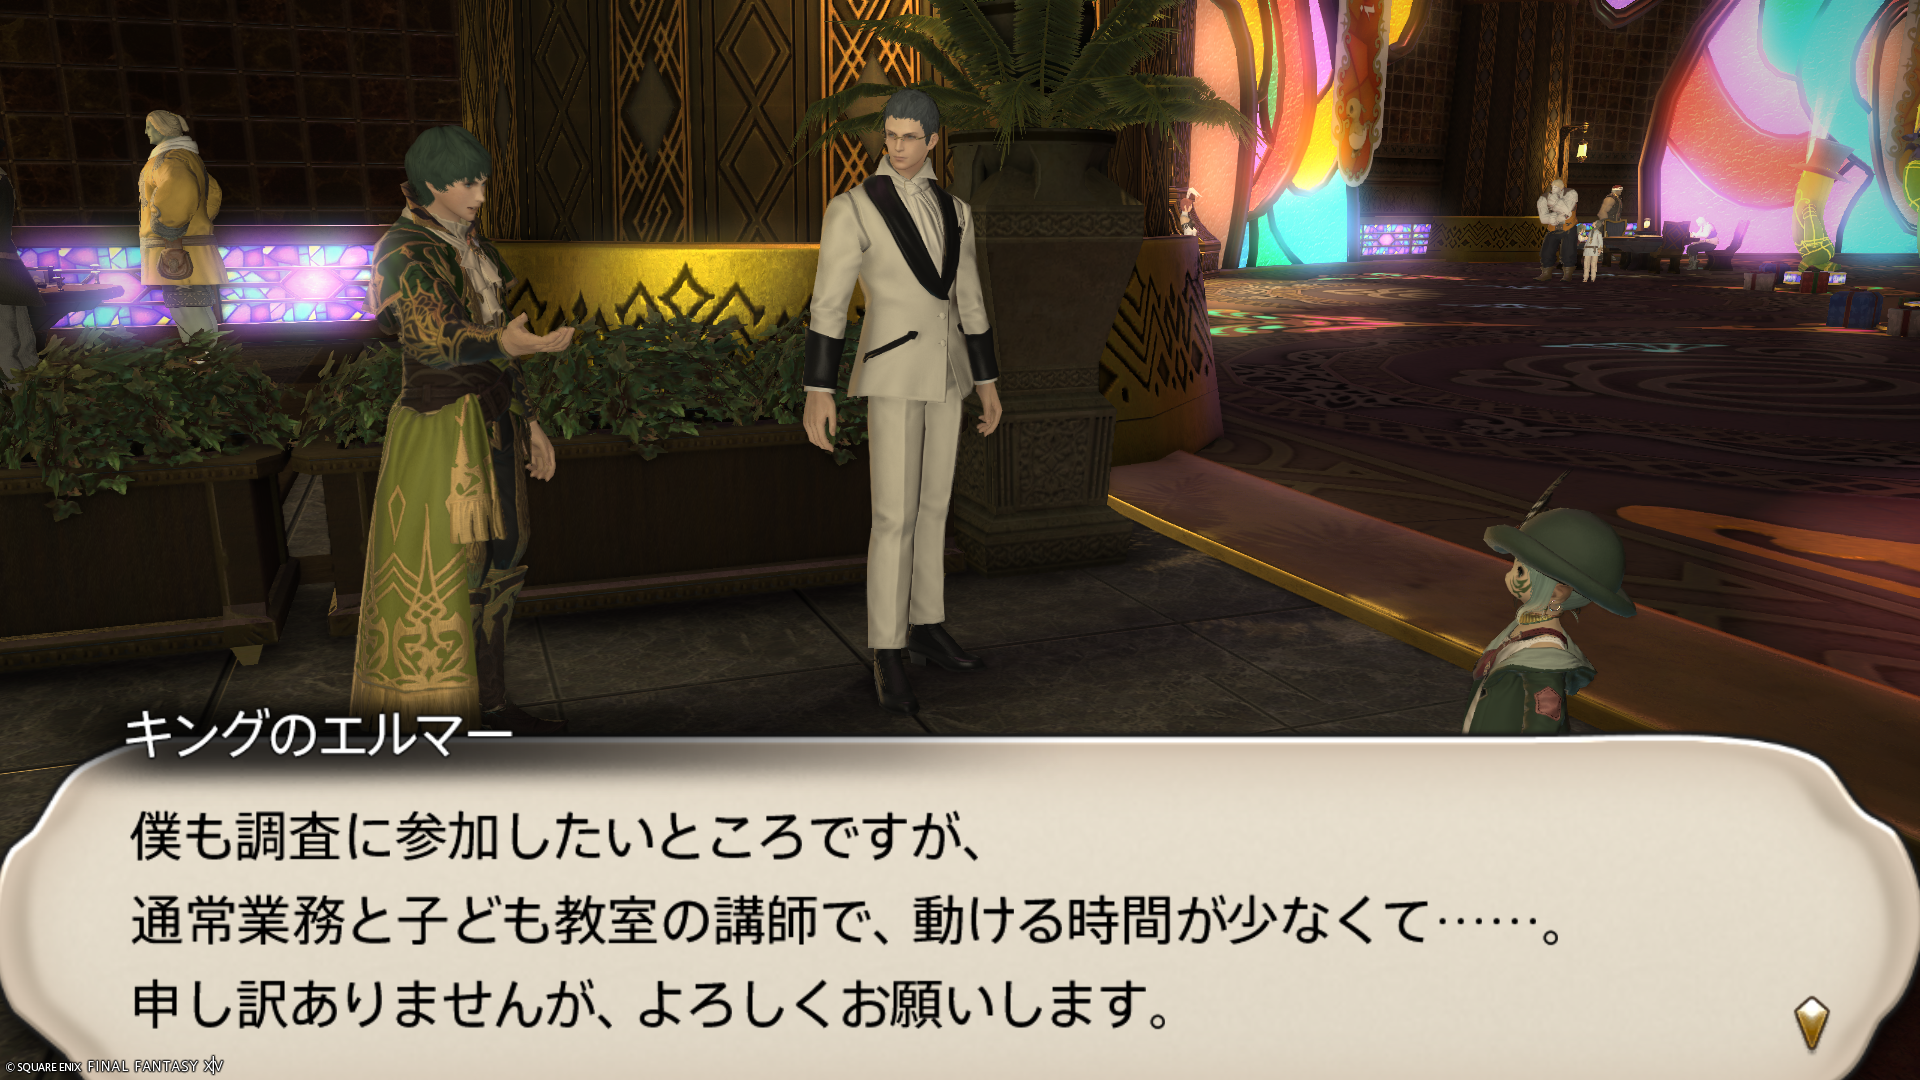 キングのエルマー
僕も調査に参加したいところですが、
通常業務と子ども教室の講師で、動ける時間が少なくて……。
申し訳ありませんが、よろしくお願いします。
© SQUARE ENIX FINAL FANTASY XIV